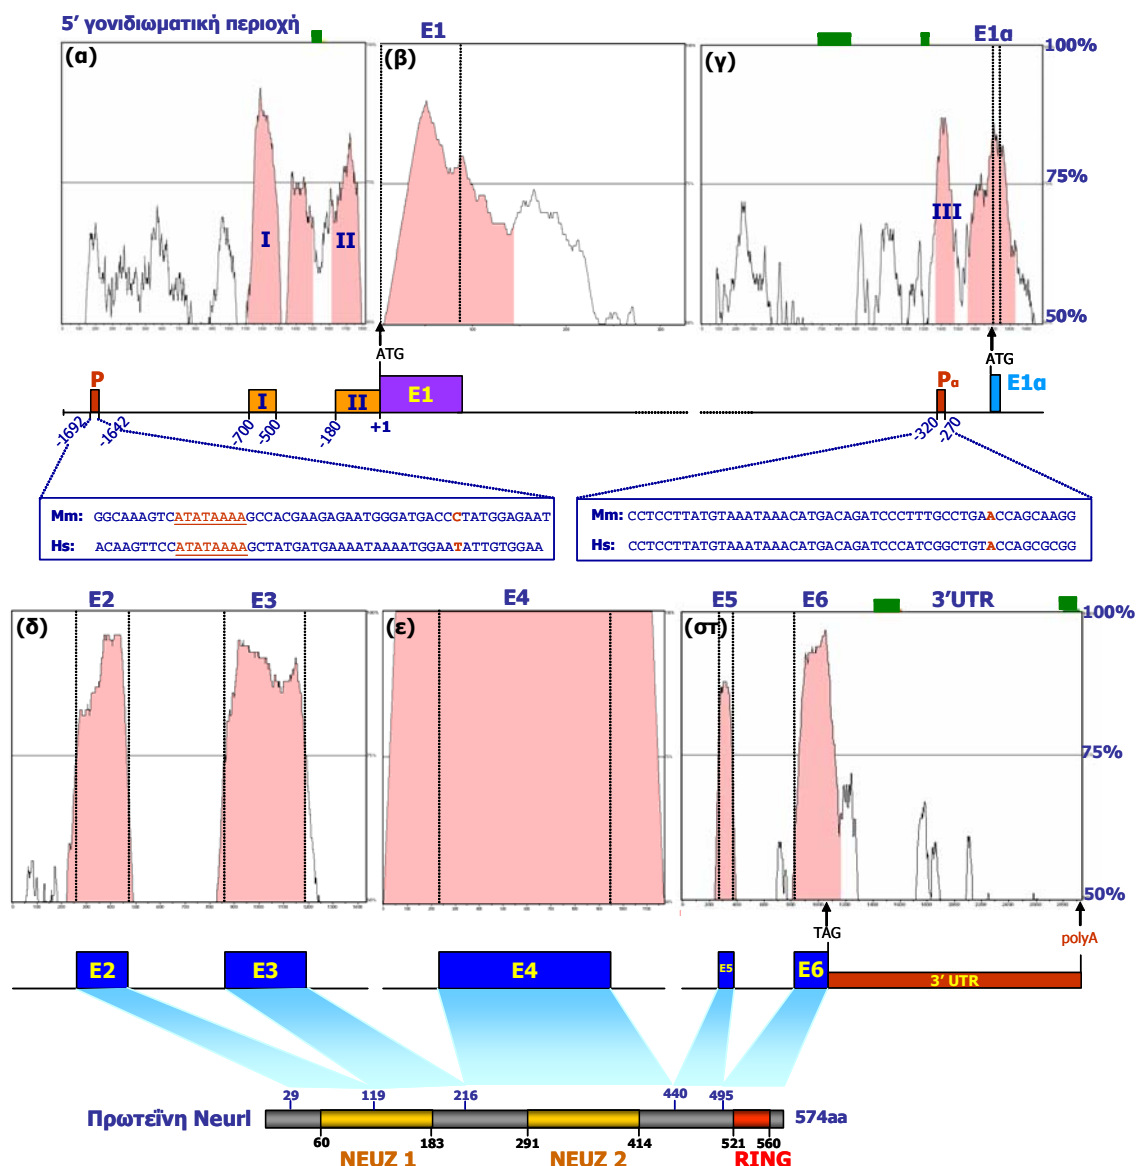 5’ γονιδιωματική περιοχή
E1
E1α
(α)
(β)
(γ)
100%
75%
50%
I
II
III
ATG
ATG
P
I
II
E1
Pα
E1α
-1692
-1642
-700
-500
-180
+1
-320
-270
Mm: GGCAAAGTCATATAAAAGCCACGAAGAGAATGGGATGACCCTATGGAGAAT
Hs: ACAAGTTCCATATAAAAGCTATGATGAAAATAAAATGGAATATTGTGGAA
Mm: CCTCCTTATGTAAATAAACATGACAGATCCCTTTGCCTGAACCAGCAAGG
Hs: CCTCCTTATGTAAATAAACATGACAGATCCCATCGGCTGTACCAGCGCGG
E2
E3
E4
E5
E6
3’UTR
(δ)
(ε)
(στ)
100%
75%
50%
TAG
polyA
E2
E3
E4
E5
E6
3’ UTR
29
119
216
440
495
Πρωτεΐνη Neurl
574aa
60
183
291
414
521
560
NEUZ 1
NEUZ 2
RING